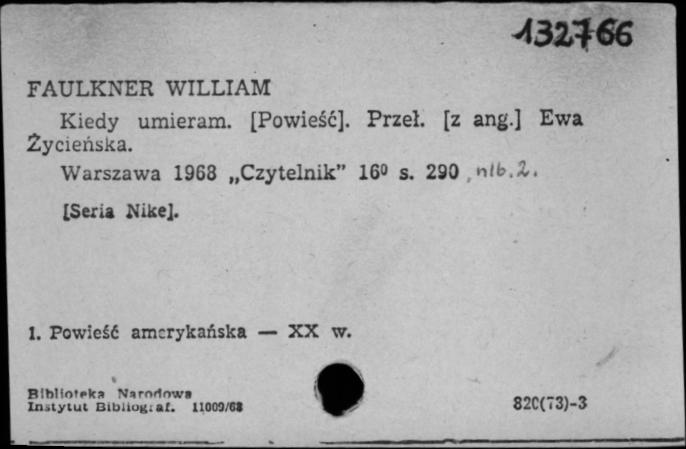 132766
FAULKNER WILLIAM
Kiedy umieram. [Powieść]. Przeł. [z ang.] Ewa
Życieńska.
Warszawa 1968 „Czytelnik” 16⁰ s. 290, nlb. 2.
[Seria Nike].
1. Powieść amerykańska — XX w.
Biblioteka Narodowa
Instytut Bibliograf. 11009/68
820(73)-3